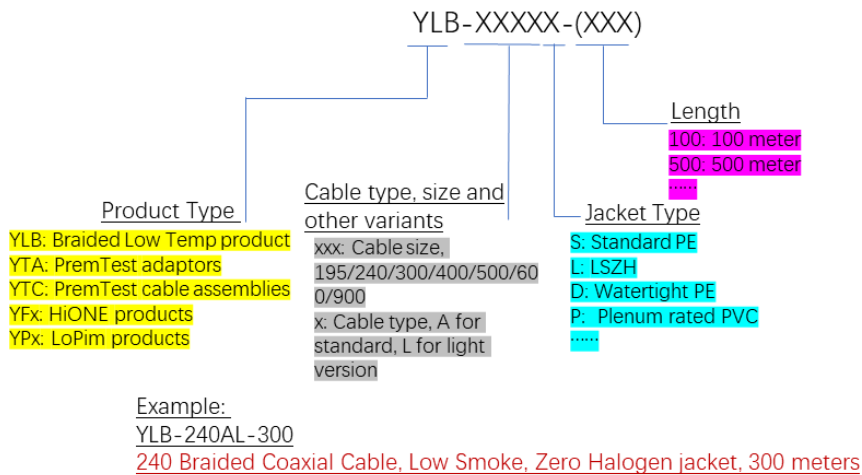 YLB-XXXXX-(XXX)
Length
100: 100 meter
500: 500 meter
......
Product Type
YLB: Braided Low Temp product
YTA: PremTest adaptors
YTC: PremTest cable assemblies
YFx: HiONE products
YPx: LoPim products
Cable type, size and
other variants
xxx: Cable size,
195/240/300/400/500/60
0/900
x: Cable type, A for
standard, L for light
version
Jacket Type
S: Standard PE
L: LSZH
D: Watertight PE
P: Plenum rated PVC
......
Example:
YLB-240AL-300
240 Braided Coaxial Cable, Low Smoke, Zero Halogen jacket, 300 meters